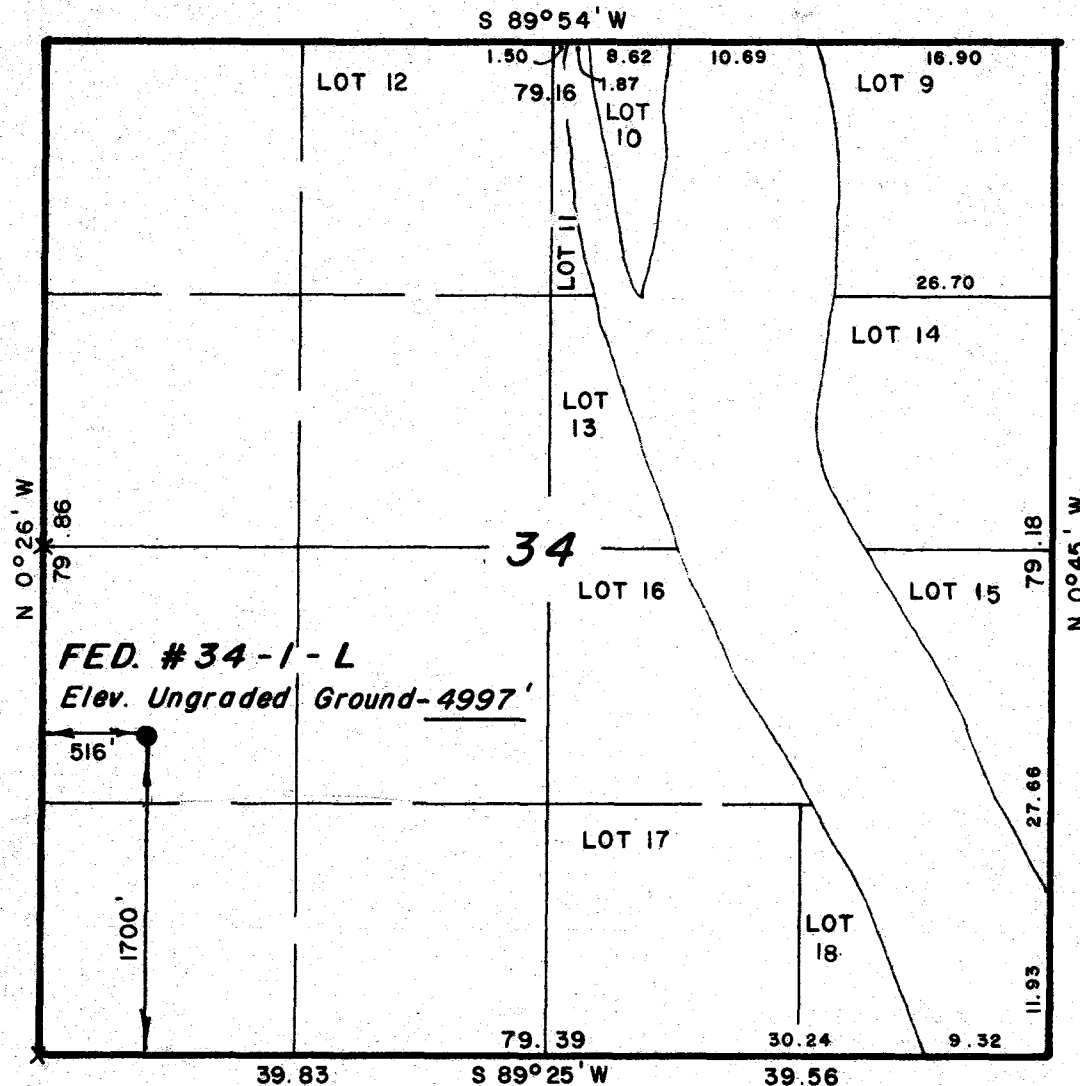 S 89°54' W
1.50
8.62
10.69
16.90
LOT 12
79.16
1.87
LOT 9
LOT
10
LOT 11
26.70
LOT 14
LOT
13
N 0°26' W
79.86
34
79.18
N 0°45' W
LOT 16
LOT 15
FED. #34-1-L
Elev. Ungraded Ground-4997'
516'
27.66
LOT 17
1700'
LOT
18
11.93
79.39
30.24
9.32
39.83
S 89°25' W
39.56